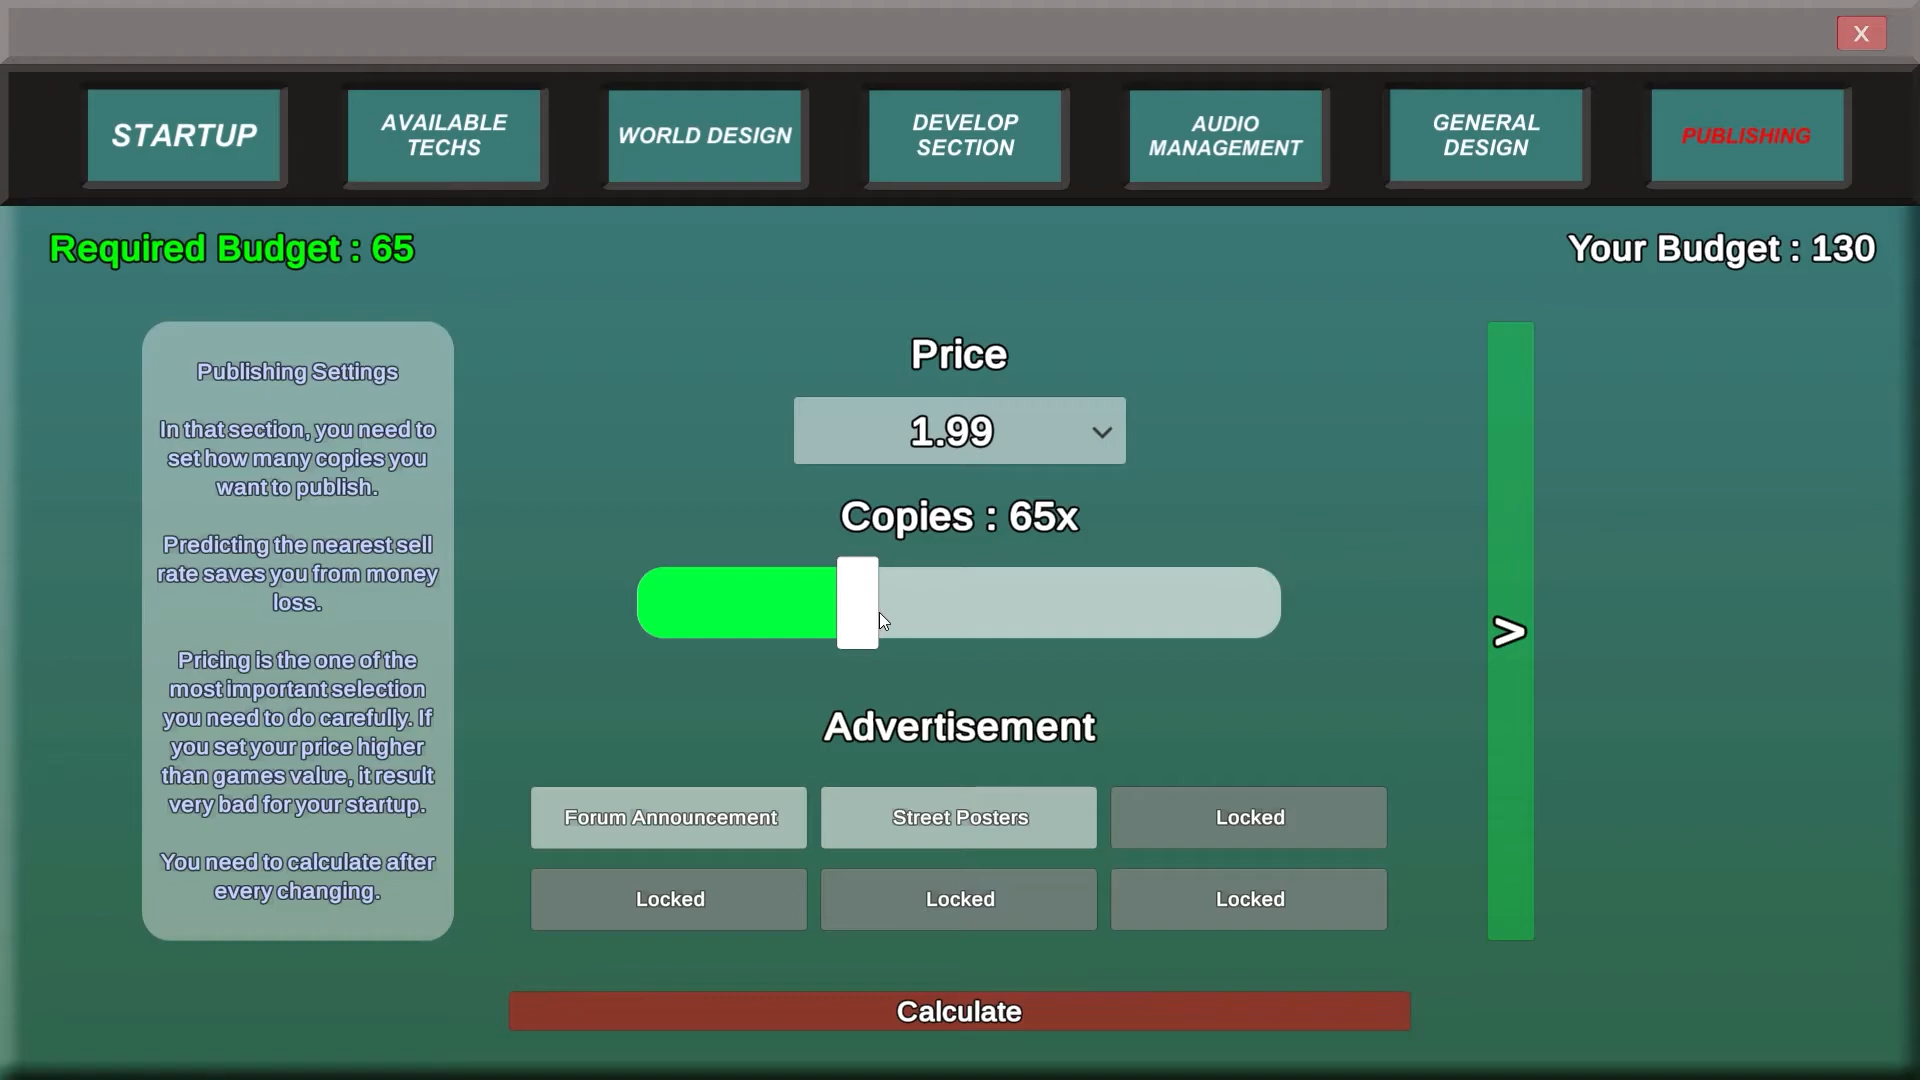 X
STARTUP
AVAILABLE
TECHS
WORLD DESIGN
DEVELOP
SECTION
AUDIO
MANAGEMENT
GENERAL
DESIGN
PUBLISHING
Required Budget : 65
Your Budget : 130
Publishing Settings
In that section, you need to
set how many copies you
want to publish.
Predicting the nearest sell
rate saves you from money
loss.
Pricing is the one of the
most important selection
you need to do carefully. If
you set your price higher
than games value, it result
very bad for your startup.
You need to calculate after
every changing.
Price
1.99
Copies : 65x
>
Advertisement
Forum Announcement
Street Posters
Locked
Locked
Locked
Locked
Calculate